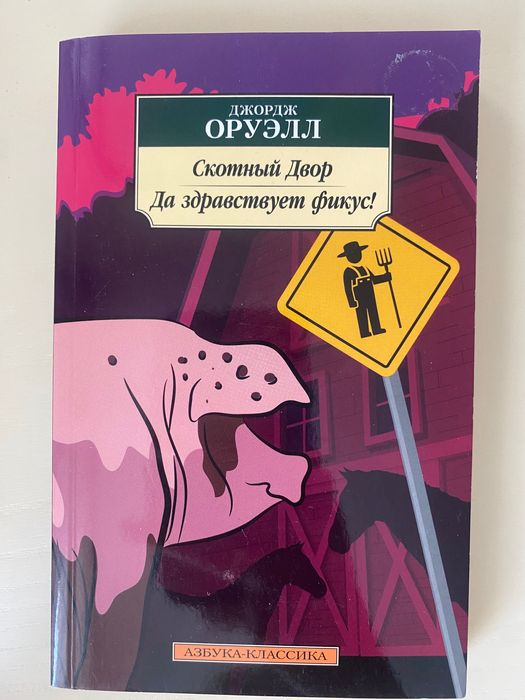 ДЖОРДЖ
ОРУЭЛЛ
Скотный Двор
Да здравствует фикус!
АЗБУКА-КЛАССИКА